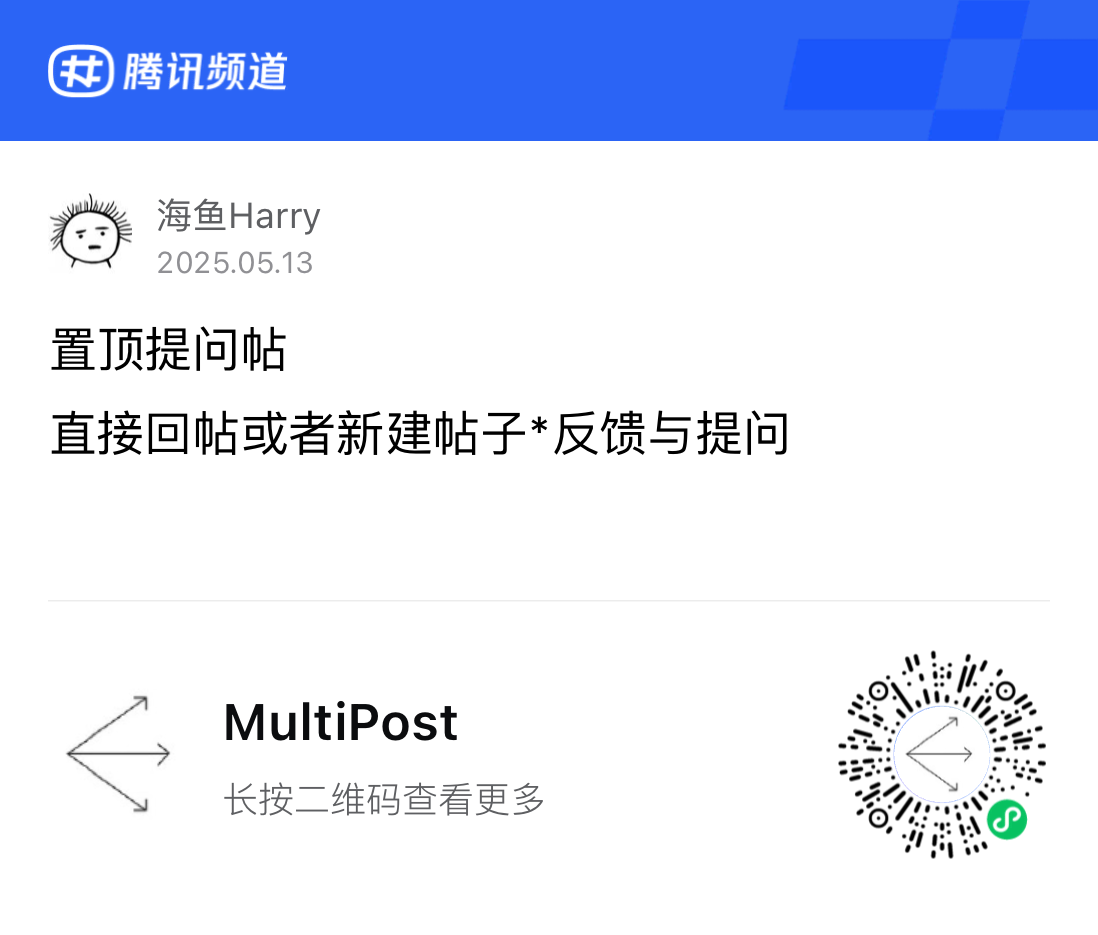 腾讯频道
海鱼Harry
2025.05.13
置顶提问帖
直接回帖或者新建帖子*反馈与提问
MultiPost
长按二维码查看更多